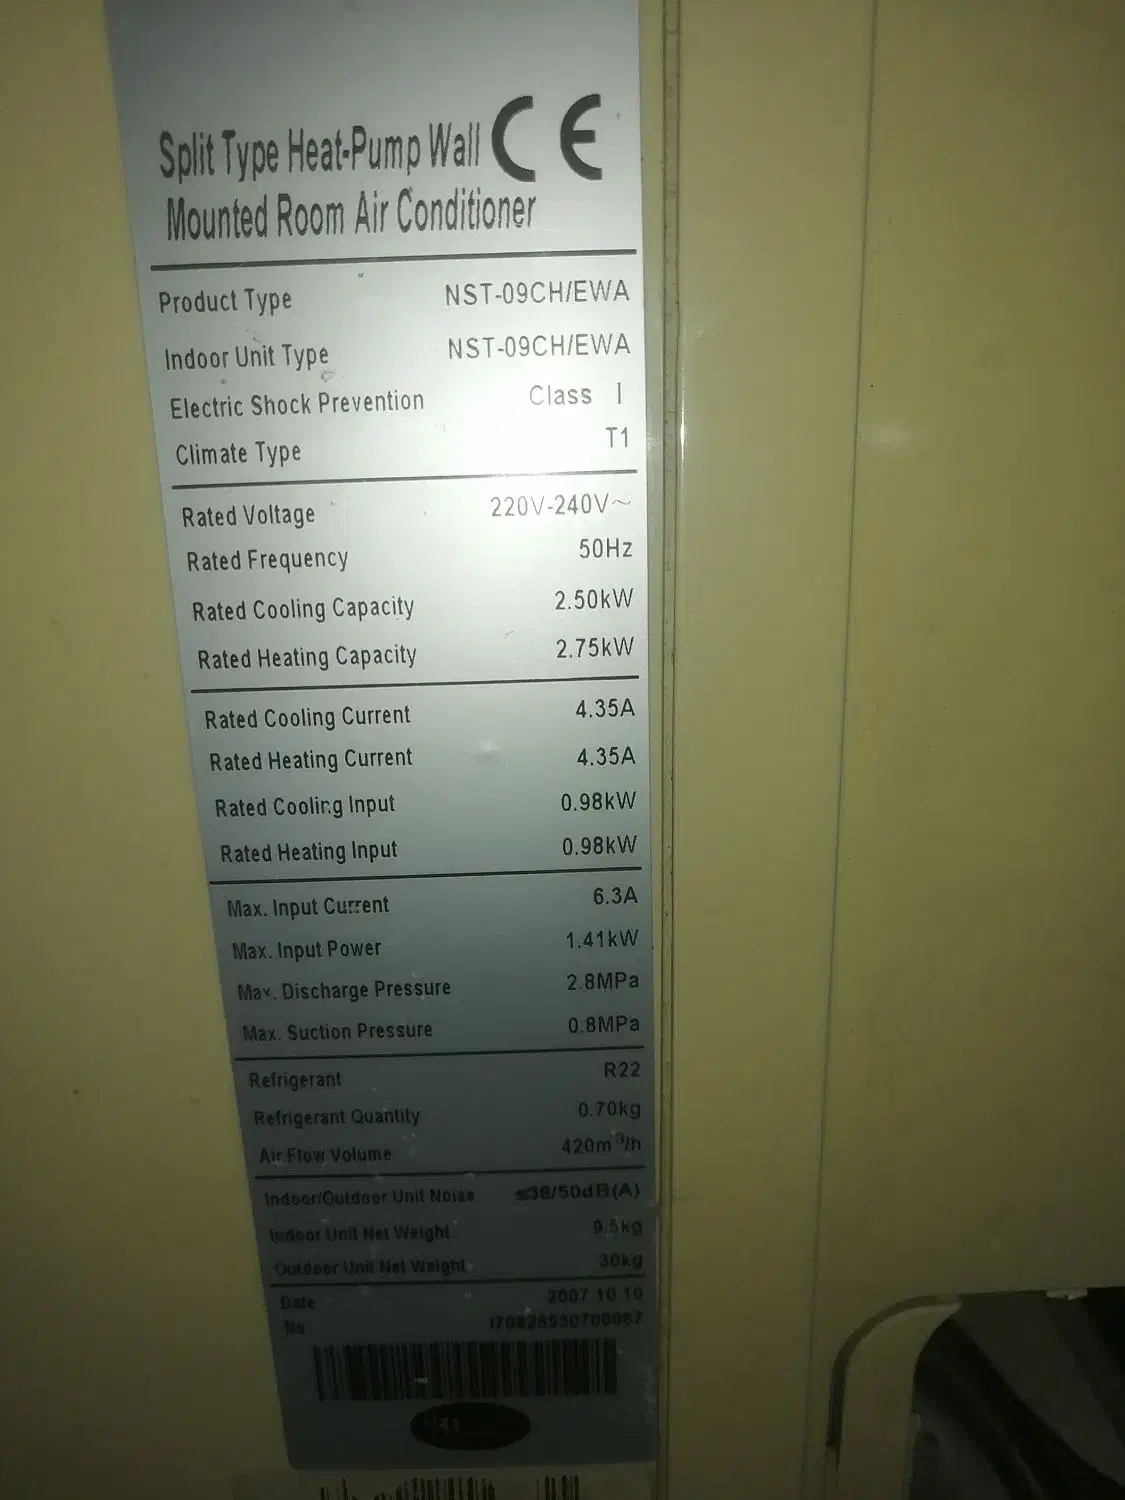 Split Type Heat-Pump Wall CE
Mounted Room Air Conditioner
Product Type NST-09CH/EWA
Indoor Unit Type NST-09CH/EWA
Electric Shock Prevention Class I
Climate Type T1
Rated Voltage 220V-240V~
Rated Frequency 50Hz
Rated Cooling Capacity 2.50kW
Rated Heating Capacity 2.75kW
Rated Cooling Current 4.35A
Rated Heating Current 4.35A
Rated Cooling Input 0.98kW
Rated Heating Input 0.98kW
Max. Input Current 6.3A
Max. Input Power 1.41kW
Max. Discharge Pressure 2.8MPa
Max. Suction Pressure 0.8MPa
Refrigerant R22
Refrigerant Quantity 0.70kg
Air Flow Volume 420m³/h
Indoor/Outdoor Unit Noise ≤38/50dB(A)
Indoor Unit Net Weight 9.5kg
Outdoor Unit Net Weight 30kg
Date 2007 10 10
No